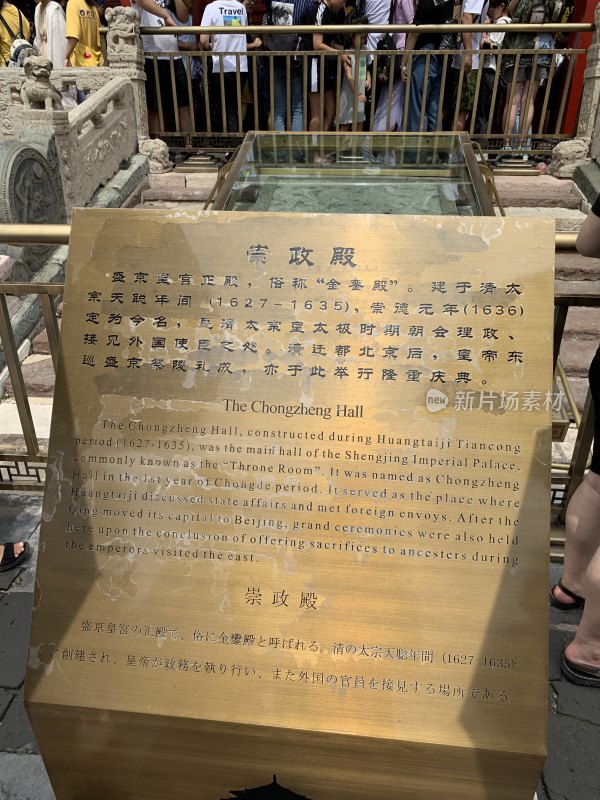 Travel
崇政殿
盛京皇宫正殿，俗称“金銮殿”。建于清太
宗天聪年间（1627-1635），崇德元年(1636)
定为今名，是清太宗皇太极时期朝会理政、
接见外国使臣之处。清迁都北京后，皇帝东
巡盛京祭陵礼成，亦于此举行隆重庆典。
The Chongzheng Hall
The Chongzheng Hall, constructed during Huangtaiji Tiancong
period (1627-1635), was the main hall of the Shengjing Imperial Palace,
commonly known as the "Throne Room". It was named as Chongzheng
Hall in the 1st year of Chongde period. It served as the place where
Huangtaiji discussed state affairs and met foreign envoys. After the
Qing moved its capital to Beijing, grand ceremonics were also held
here upon the conclusion of offering sacrifices to ancesters during
the emperors visited the east.
崇政殿
盛京皇宮の正殿で、俗に金鑾殿と呼ばれる。清の太宗天聡年間（1627-1635）
に創建され、皇帝が政務を執り行い、また外国の官員を接見する場所である。
新片场素材